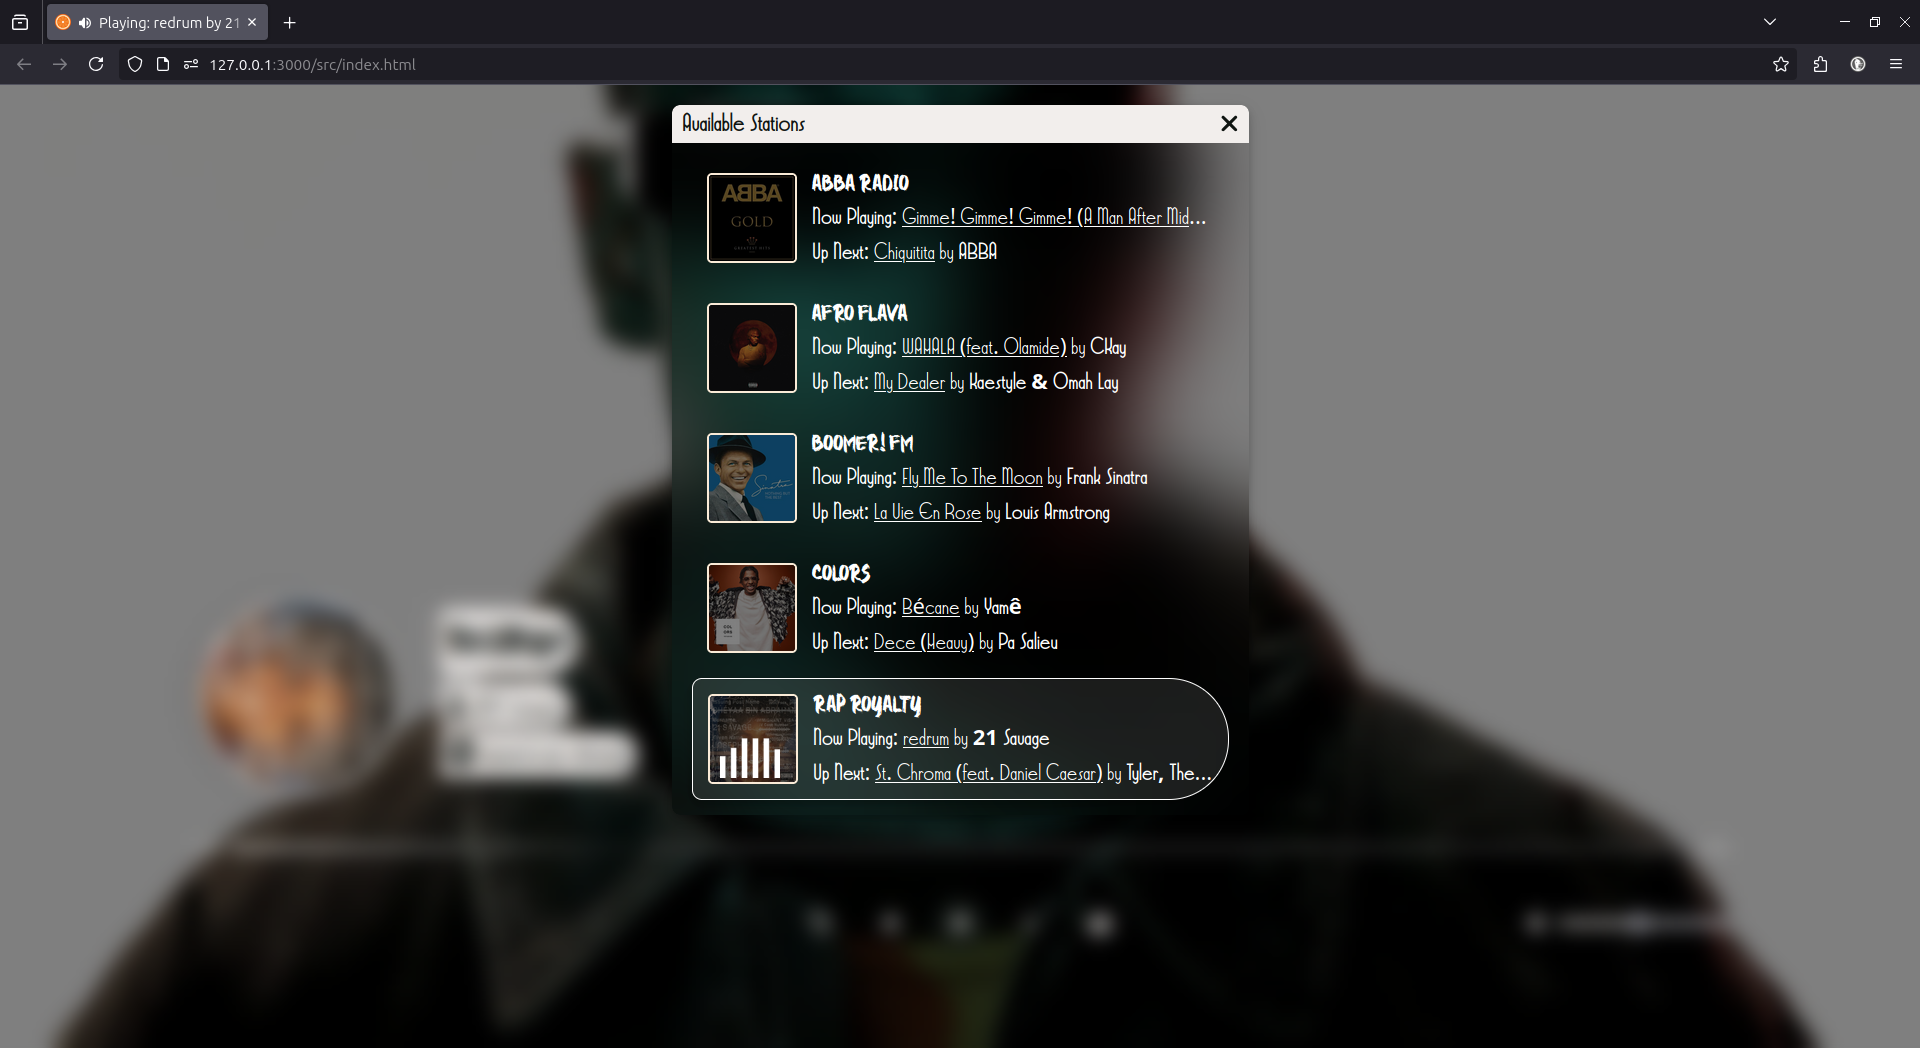 Playing: redrum by 21
127.0.0.1:3000/src/index.html
Available Stations
ABBA RADIO
Now Playing: Gimme! Gimme! Gimme! (A Man After Mid...
Up Next: Chiquitita by ABBA
ABBA
GOLD
AFRO FLAVA
Now Playing: WAHALA (feat. Olamide) by CKay
Up Next: My Dealer by Kaestyle & Omah Lay
BOOMER! FM
Now Playing: Fly Me To The Moon by Frank Sinatra
Up Next: La Vie En Rose by Louis Armstrong
Sinatra
COLORS
Now Playing: Bécane by Yamê
Up Next: Dece (Heavy) by Pa Salieu
RAP ROYALTY
Now Playing: redrum by 21 Savage
Up Next: St. Chroma (feat. Daniel Caesar) by Tyler, The...